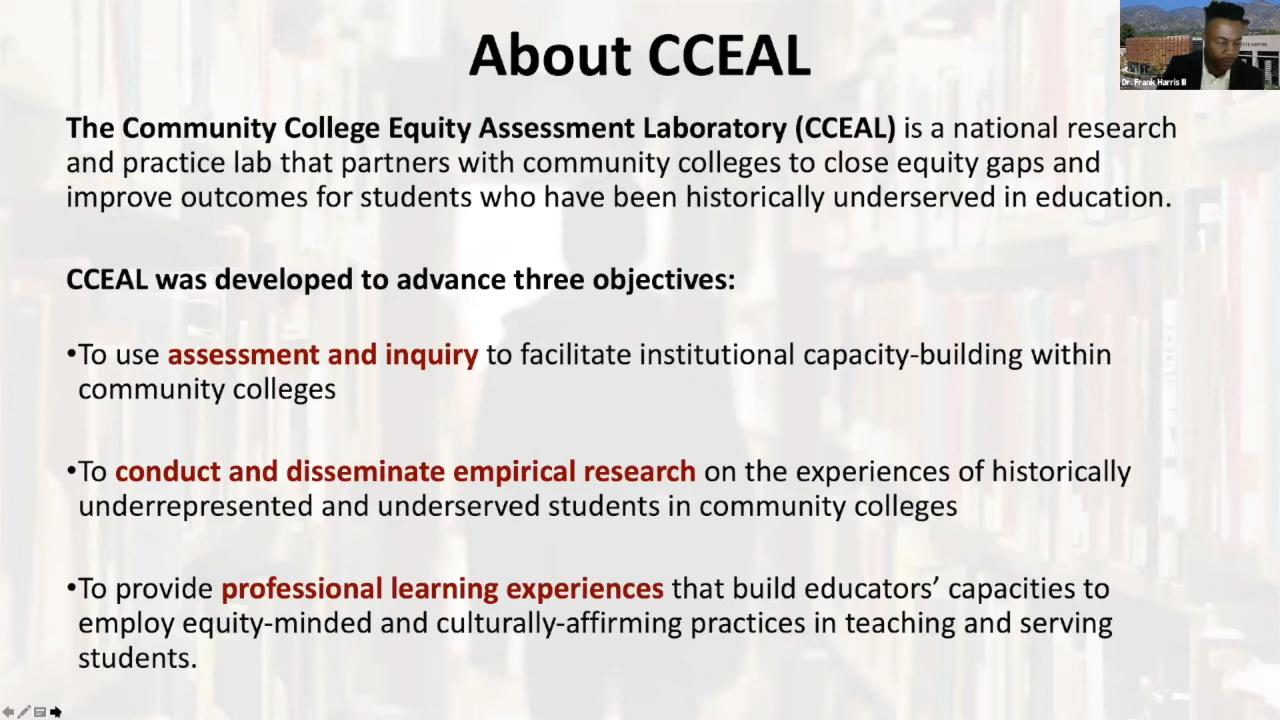 About CCEAL
Dr. Frank Harris III
The Community College Equity Assessment Laboratory (CCEAL) is a national research
and practice lab that partners with community colleges to close equity gaps and
improve outcomes for students who have been historically underserved in education.
CCEAL was developed to advance three objectives:
•To use assessment and inquiry to facilitate institutional capacity-building within
community colleges
•To conduct and disseminate empirical research on the experiences of historically
underrepresented and underserved students in community colleges
•To provide professional learning experiences that build educators’ capacities to
employ equity-minded and culturally-affirming practices in teaching and serving
students.